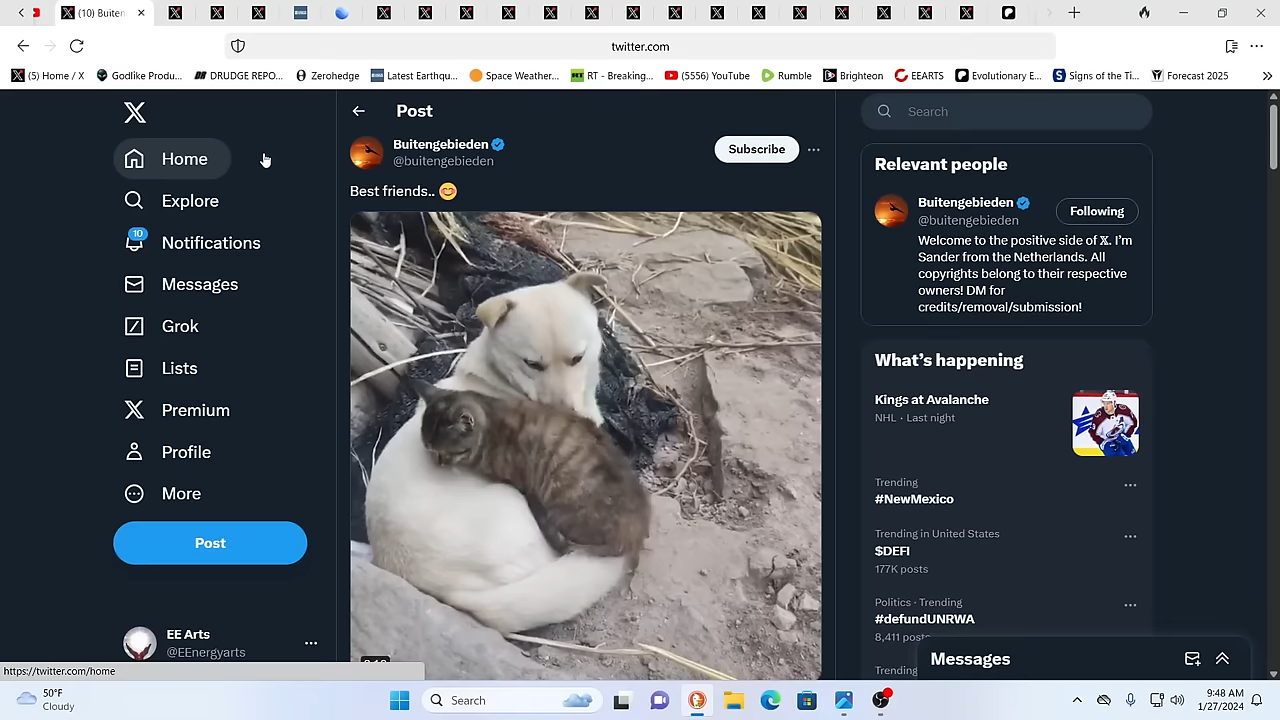 (10) Buiten
twitter.com
(5) Home / X
Godlike Produ...
DRUDGE REPO...
Zerohedge
Latest Earthqu...
Space Weather...
RT - Breaking...
(5556) YouTube
Rumble
Brighteon
EEARTS
Evolutionary E...
Signs of the Ti...
Forecast 2025
Home
Explore
10
Notifications
Messages
Grok
Lists
Premium
Profile
More
Post
EE Arts
@EEnergyarts
https://twitter.com/home
Post
Buitengebieden
@buitengebieden
Subscribe
Best friends.. 😊
Search
Relevant people
Buitengebieden
@buitengebieden
Following
Welcome to the positive side of 𝕏. I'm
Sander from the Netherlands. All
copyrights belong to their respective
owners! DM for
credits/removal/submission!
What's happening
Kings at Avalanche
NHL · Last night
Trending
#NewMexico
Trending in United States
$DEFI
177K posts
Politics · Trending
#defundUNRWA
8,411 posts
Trending
Messages
50°F
Cloudy
Search
9:48 AM
1/27/2024